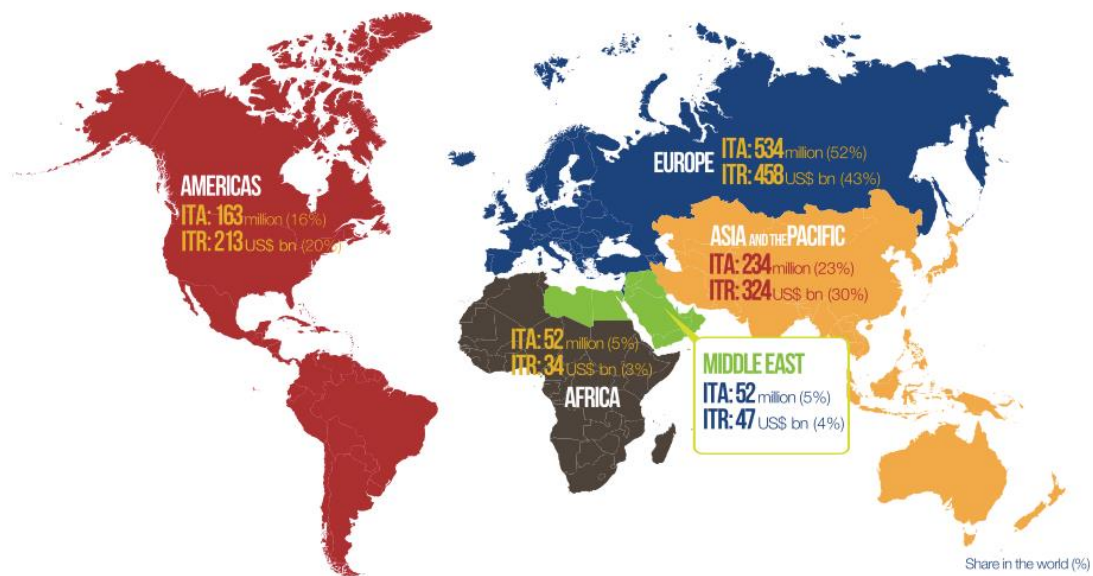 AMERICAS
ITA: 163 million (16%)
ITR: 213 US$ bn (20%)
EUROPE
ITA: 534 million (52%)
ITR: 458 US$ bn (43%)
ASIA AND THE PACIFIC
ITA: 234 million (23%)
ITR: 324 US$ bn (30%)
ITA: 52 million (5%)
ITR: 34 US$ bn (3%)
AFRICA
MIDDLE EAST
ITA: 52 million (5%)
ITR: 47 US$ bn (4%)
Share in the world (%)